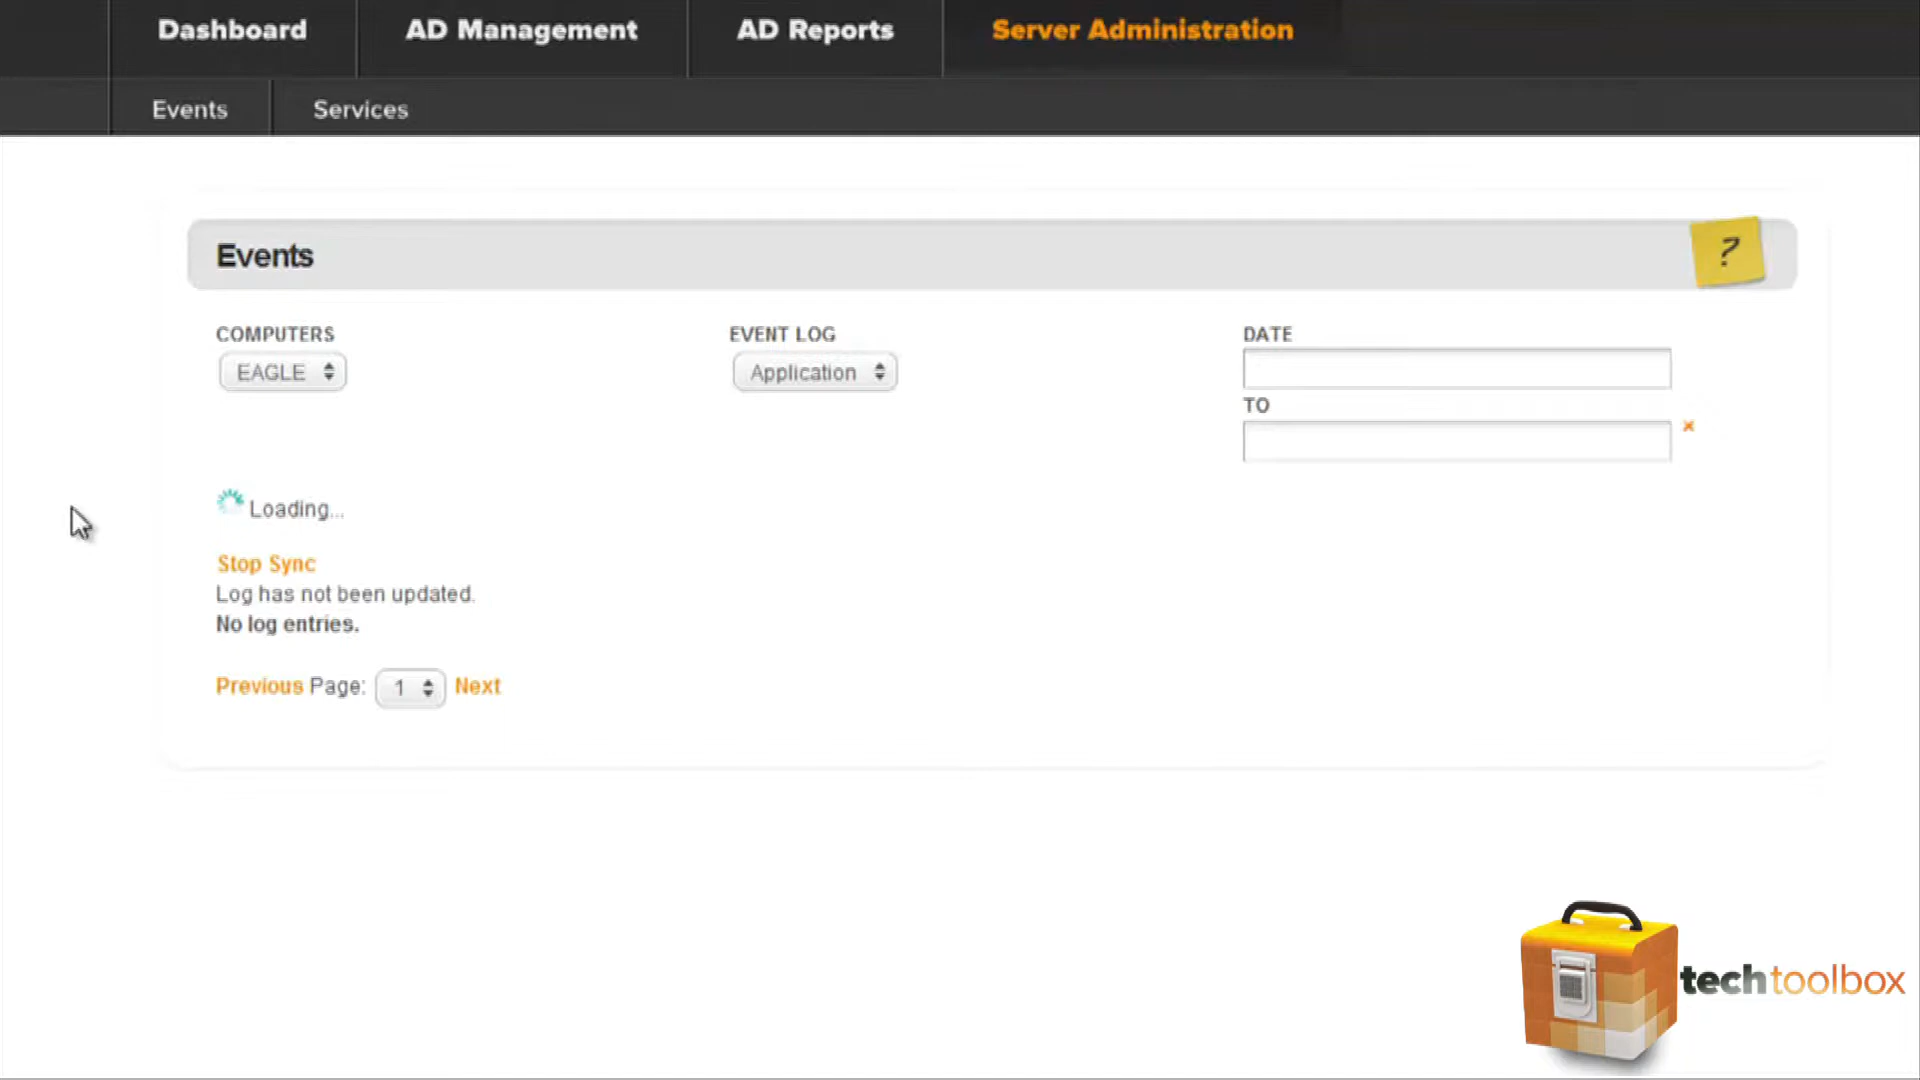 Dashboard AD Management AD Reports Server Administration
Events Services
Events ?
COMPUTERS EVENT LOG DATE
EAGLE Application
TO
x
Loading...
Stop Sync
Log has not been updated.
No log entries.
Previous Page: 1 Next
techtoolbox